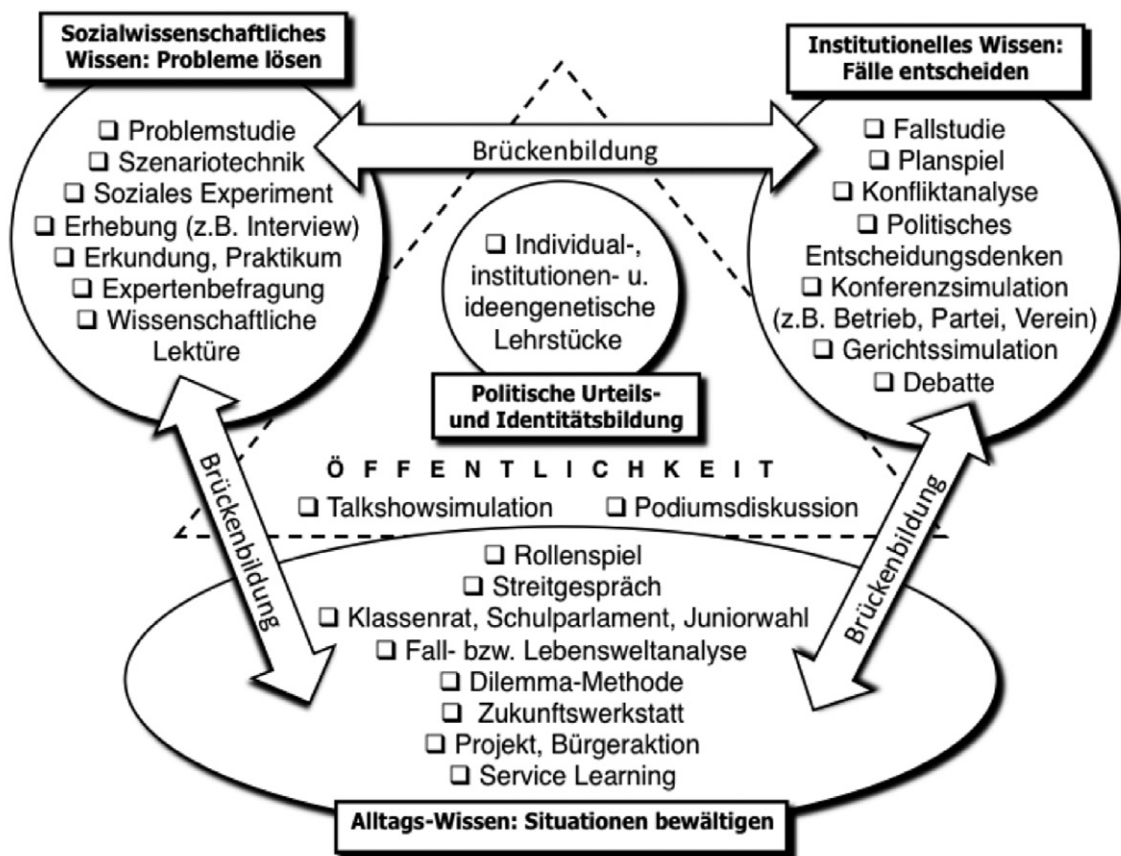 Sozialwissenschaftliches
Wissen: Probleme lösen
❑ Problemstudie
❑ Szenariotechnik
❑ Soziales Experiment
❑ Erhebung (z.B. Interview)
❑ Erkundung, Praktikum
❑ Expertenbefragung
❑ Wissenschaftliche
Lektüre
Brückenbildung
Institutionelles Wissen:
Fälle entscheiden
❑ Fallstudie
❑ Planspiel
❑ Konfliktanalyse
❑ Politisches
Entscheidungsdenken
❑ Konferenzsimulation
(z.B. Betrieb, Partei, Verein)
❑ Gerichtssimulation
❑ Debatte
❑ Individual-,
institutionen- u.
ideengenetische
Lehrstücke
Politische Urteils-
und Identitätsbildung
Ö F F E N T L I C H K E I T
❑ Talkshowsimulation ❑ Podiumsdiskussion
Brückenbildung
Brückenbildung
❑ Rollenspiel
❑ Streitgespräch
❑ Klassenrat, Schulparlament, Juniorwahl
❑ Fall- bzw. Lebensweltanalyse
❑ Dilemma-Methode
❑ Zukunftswerkstatt
❑ Projekt, Bürgeraktion
❑ Service Learning
Alltags-Wissen: Situationen bewältigen